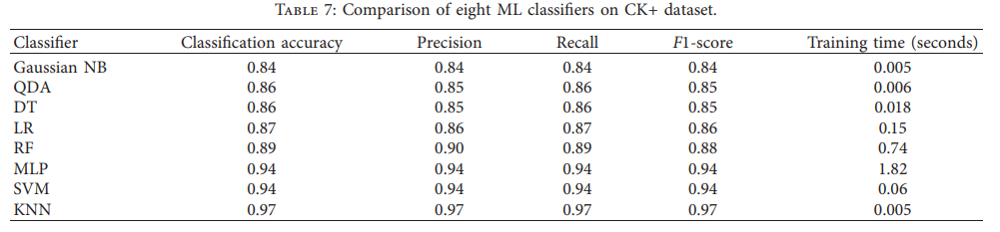 TABLE 7: Comparison of eight ML classifiers on CK+ dataset.
Classifier Classification accuracy Precision Recall F1-score Training time (seconds)
Gaussian NB 0.84 0.84 0.84 0.84 0.005
QDA 0.86 0.85 0.86 0.85 0.006
DT 0.86 0.85 0.86 0.85 0.018
LR 0.87 0.86 0.87 0.86 0.15
RF 0.89 0.90 0.89 0.88 0.74
MLP 0.94 0.94 0.94 0.94 1.82
SVM 0.94 0.94 0.94 0.94 0.06
KNN 0.97 0.97 0.97 0.97 0.005